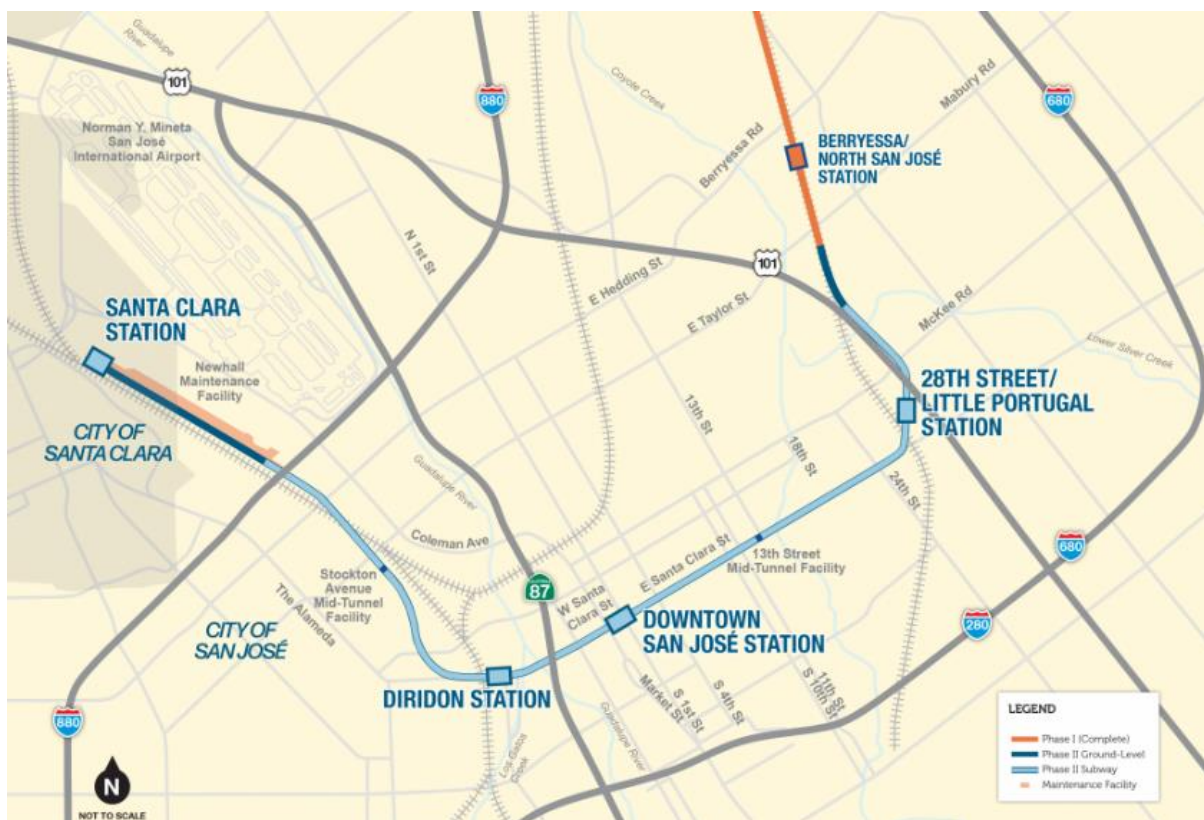 Guadalupe
River
101
880
Coyote Creek
Mabury Rd
680
Norman Y. Mineta
San José
International Airport
Berryessa Rd
BERRYESSA/
NORTH SAN JOSÉ
STATION
N 1st St
101
E Hedding St
E Taylor St
McKee Rd
Lower Silver Creek
SANTA CLARA
STATION
Newhall
Maintenance
Facility
28TH STREET/
LITTLE PORTUGAL
STATION
13th St
18th St
24th St
CITY OF
SANTA CLARA
Guadalupe River
Coleman Ave
Stockton
Avenue
Mid-Tunnel
Facility
The Alameda
87
W Santa
Clara St
E Santa Clara St
13th Street
Mid-Tunnel Facility
680
280
CITY OF
SAN JOSÉ
DOWNTOWN
SAN JOSÉ STATION
DIRIDON STATION
Market St
S 1st St
S 4th St
S 10th St
11th St
Guadalupe River
Los Gatos
Creek
880
N
NOT TO SCALE
LEGEND
Phase I (Complete)
Phase II Ground-Level
Phase II Subway
Maintenance Facility